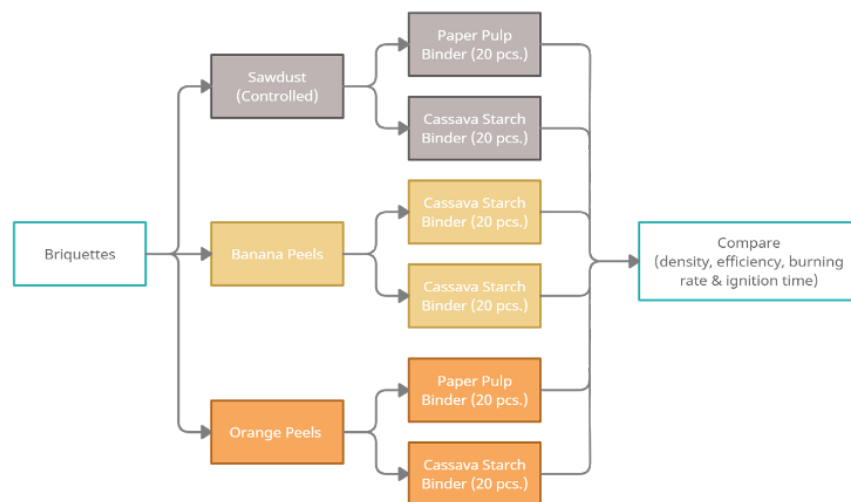 Briquettes
Sawdust
(Controlled)
Paper Pulp
Binder (20 pcs.)
Cassava Starch
Binder (20 pcs.)
Banana Peels
Cassava Starch
Binder (20 pcs.)
Cassava Starch
Binder (20 pcs.)
Orange Peels
Paper Pulp
Binder (20 pcs.)
Cassava Starch
Binder (20 pcs.)
Compare
(density, efficiency, burning
rate & ignition time)